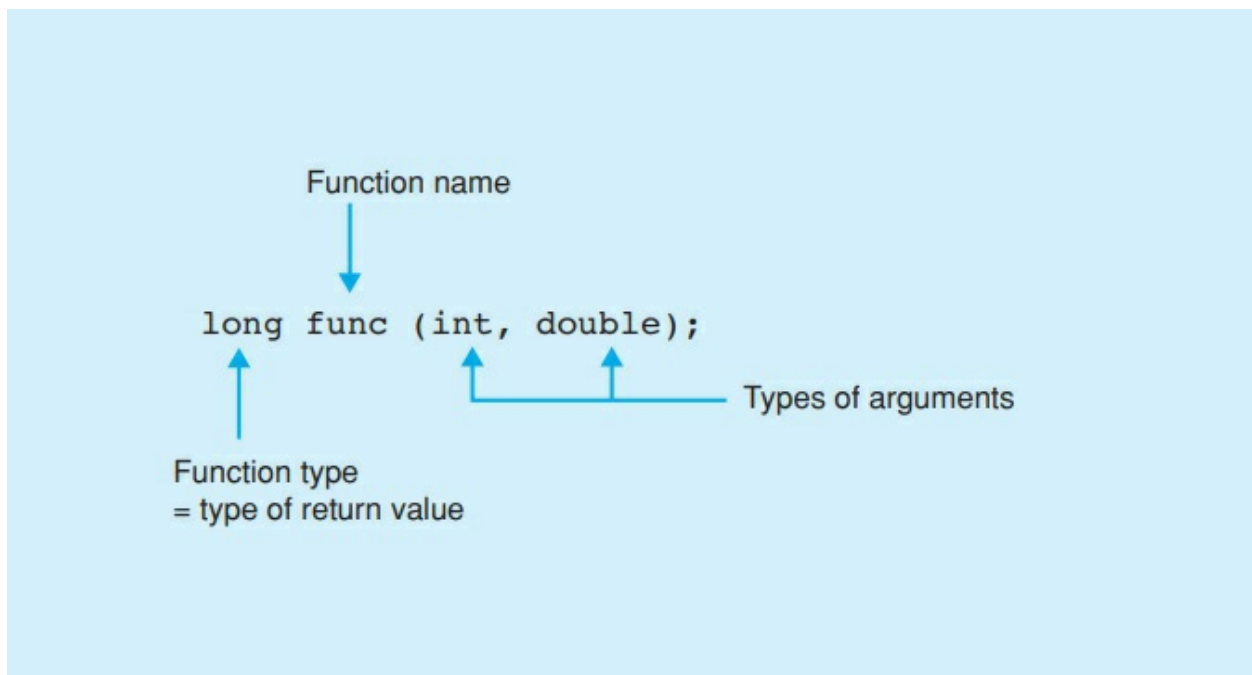 Function name
long func (int, double);
Types of arguments
Function type
= type of return value